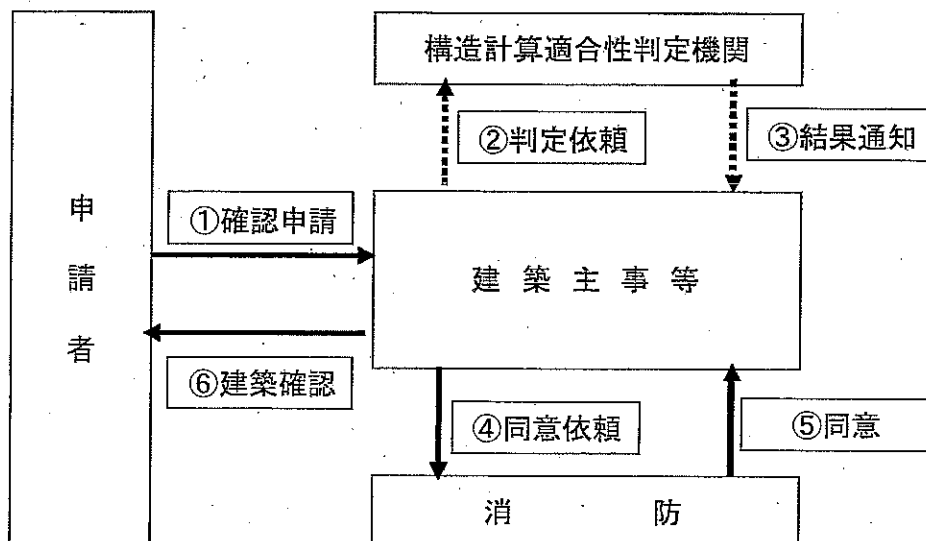 構造計算適合性判定機関
②判定依頼
③結果通知
申請者
①確認申請
建築主事等
⑥建築確認
④同意依頼
⑤同意
消防